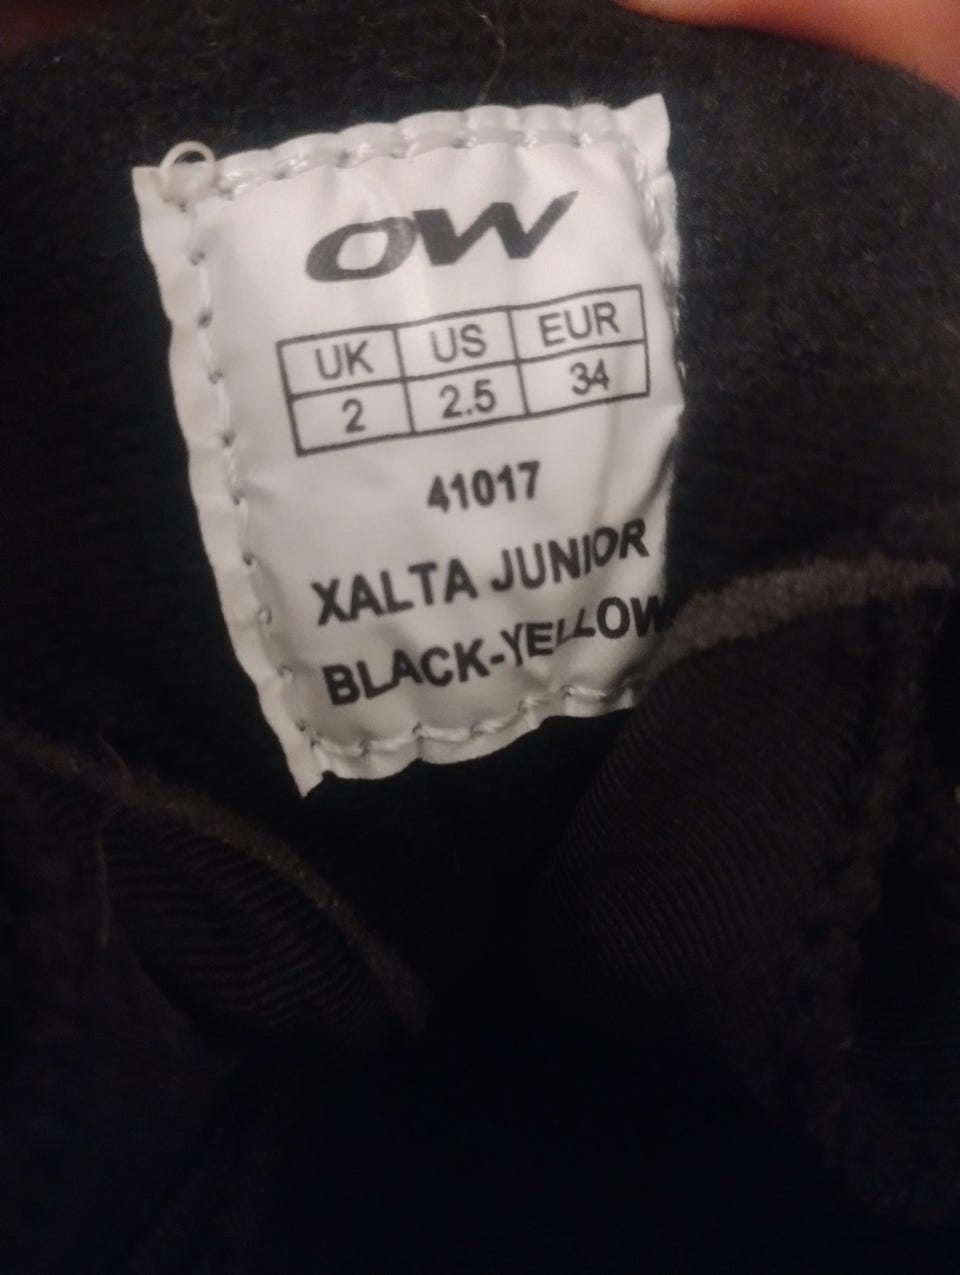 OW
UK US EUR
2 2.5 34
41017
XALTA JUNIOR
BLACK-YELLOW